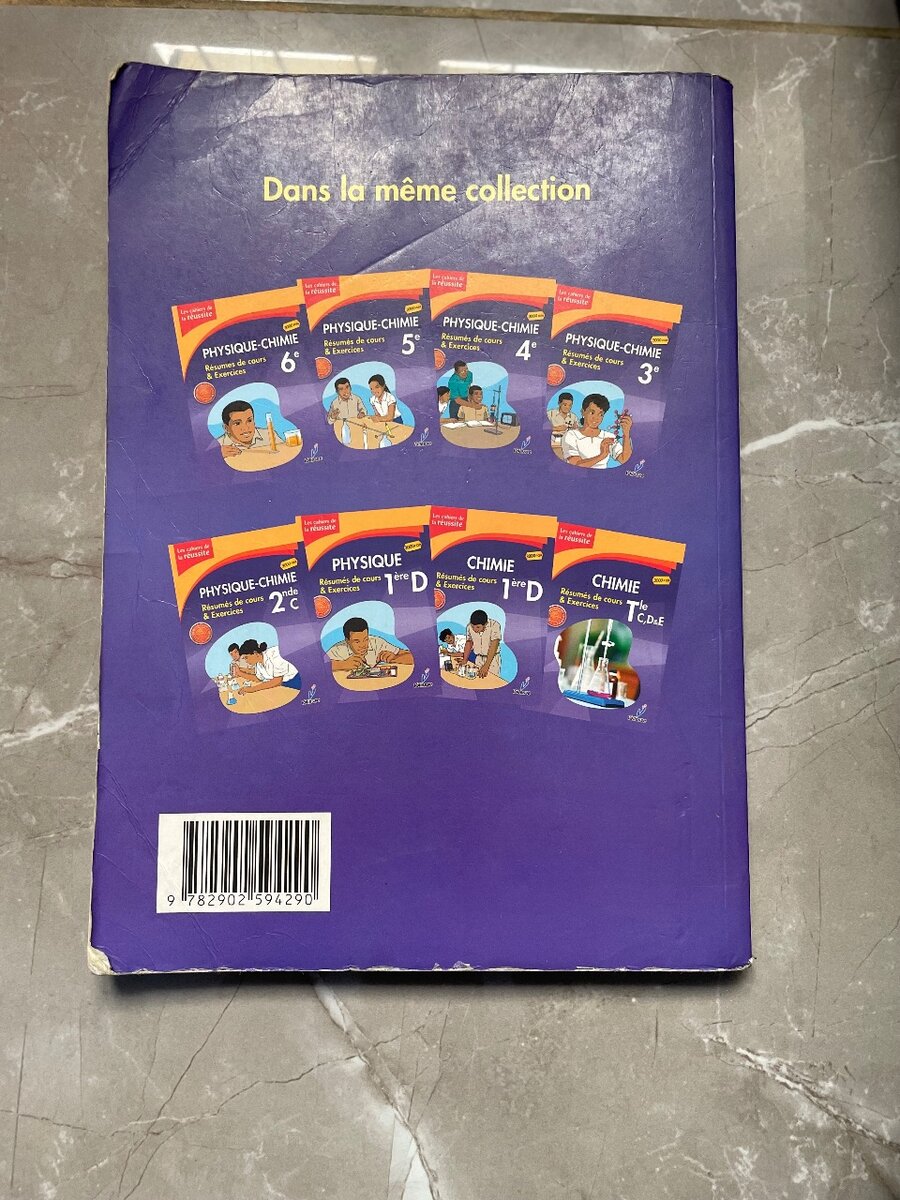 Dans la même collection
Les cahiers de
la réussite
PHYSIQUE-CHIMIE
6e
Résumes de cours
& Exercices
Les cahiers de
la réussite
PHYSIQUE-CHIMIE
5e
Résumés de cours
& Exercices
Les cahiers de
la réussite
PHYSIQUE-CHIMIE
4e
Résumés de cours
& Exercices
Les cahiers de
la réussite
PHYSIQUE-CHIMIE
3e
Résumés de cours
& Exercices
Les cahiers de
la réussite
PHYSIQUE-CHIMIE
2nde C
Résumés de cours
& Exercices
Les cahiers de
la réussite
PHYSIQUE
1ère D
Résumés de cours
& Exercices
Les cahiers de
la réussite
CHIMIE
1ère D
Résumés de cours
& Exercices
Les cahiers de
la réussite
CHIMIE
Tle C,D&E
Résumés de cours
& Exercices
9 782902 594290